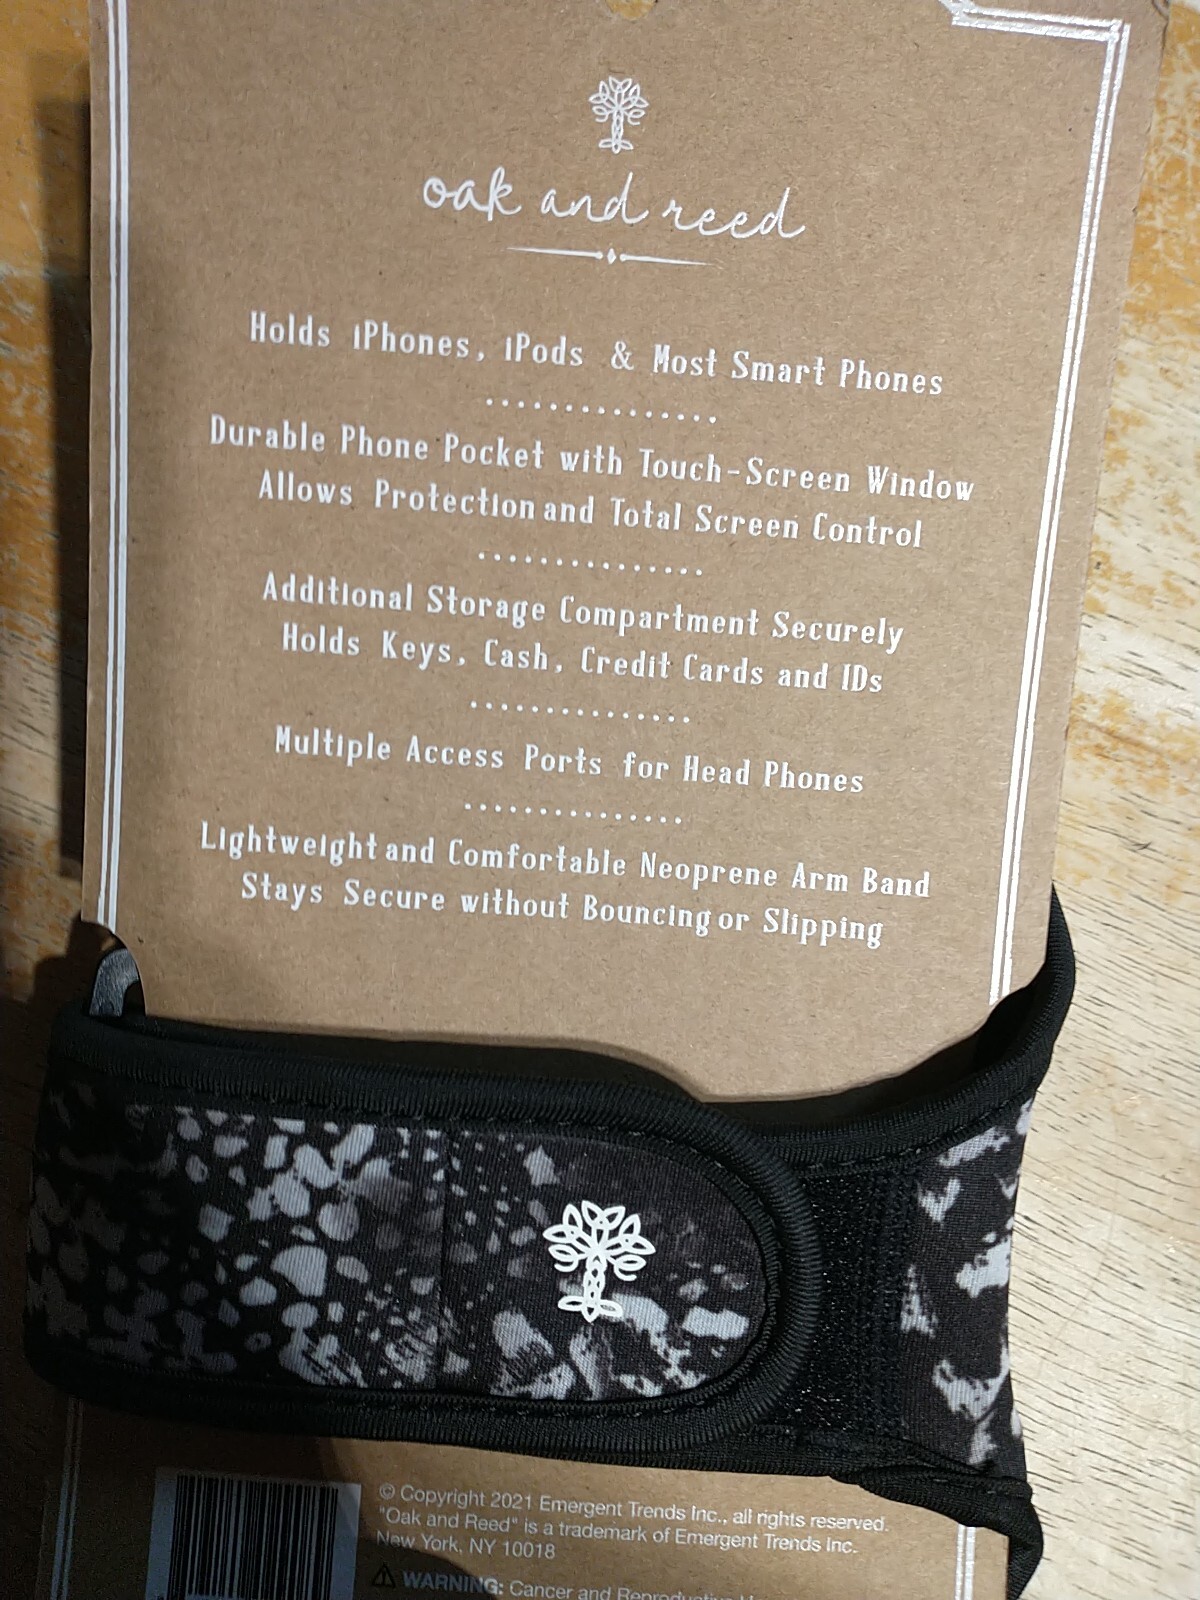 oak and reed
Holds iPhones, iPods & Most Smart Phones
Durable Phone Pocket with Touch-Screen Window
Allows Protection and Total Screen Control
Additional Storage Compartment Securely
Holds Keys, Cash, Credit Cards and IDs
Multiple Access Ports for Head Phones
Lightweight and Comfortable Neoprene Arm Band
Stays Secure without Bouncing or Slipping
© Copyright 2021 Emergent Trends Inc., all rights reserved.
"Oak and Reed" is a trademark of Emergent Trends Inc.
New York, NY 10018
WARNING: Cancer and Reproductive